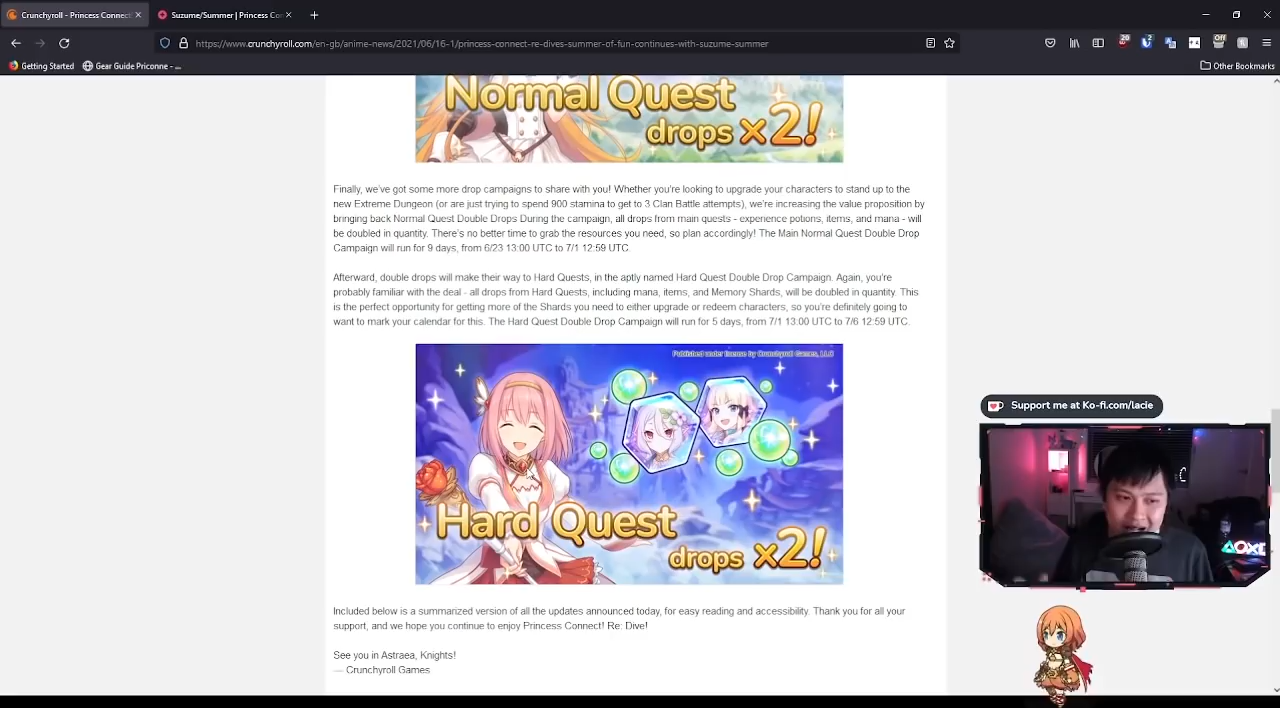 Crunchyroll - Princess Connect
Suzume/Summer | Princess Con
https://www.crunchyroll.com/en-gb/anime-news/2021/06/16-1/princess-connect-re-dives-summer-of-fun-continues-with-suzume-summer
20
2
Off
Getting Started
Gear Guide Priconne - ...
Other Bookmarks
Normal Quest
drops x2!
Finally, we've got some more drop campaigns to share with you! Whether you're looking to upgrade your characters to stand up to the
new Extreme Dungeon (or are just trying to spend 900 stamina to get to 3 Clan Battle attempts), we're increasing the value proposition by
bringing back Normal Quest Double Drops During the campaign, all drops from main quests - experience potions, items, and mana - will
be doubled in quantity. There's no better time to grab the resources you need, so plan accordingly! The Main Normal Quest Double Drop
Campaign will run for 9 days, from 6/23 13:00 UTC to 7/1 12:59 UTC.
Afterward, double drops will make their way to Hard Quests, in the aptly named Hard Quest Double Drop Campaign. Again, you're
probably familiar with the deal - all drops from Hard Quests, including mana, items, and Memory Shards, will be doubled in quantity. This
is the perfect opportunity for getting more of the Shards you need to either upgrade or redeem characters, so you're definitely going to
want to mark your calendar for this. The Hard Quest Double Drop Campaign will run for 5 days, from 7/1 13:00 UTC to 7/6 12:59 UTC.
Published under license by Crunchyroll Games, LLC
Hard Quest
drops x2!
Support me at Ko-fi.com/lacie
Included below is a summarized version of all the updates announced today, for easy reading and accessibility. Thank you for all your
support, and we hope you continue to enjoy Princess Connect! Re: Dive!
See you in Astraea, Knights!
— Crunchyroll Games